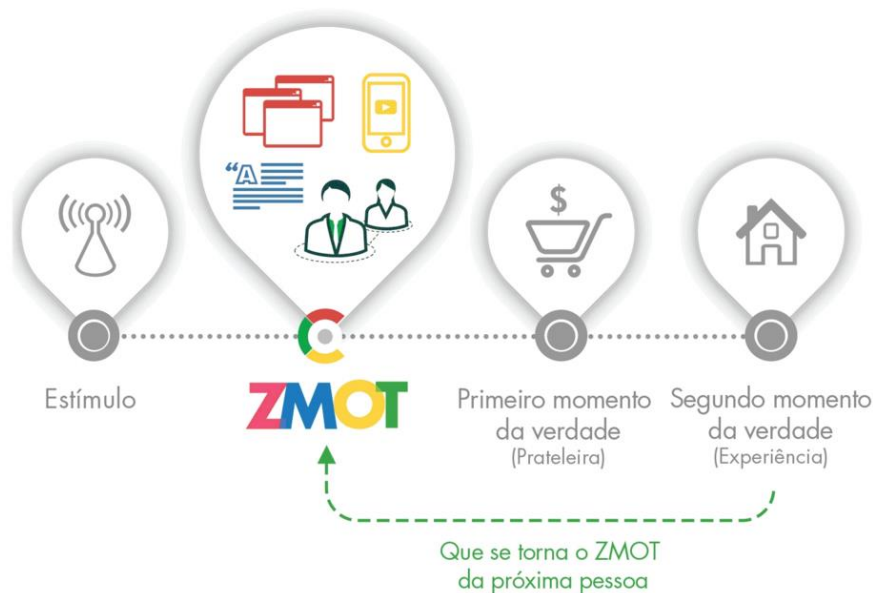 “A
$
Estímulo
ZMOT
Primeiro momento
da verdade
(Prateleira)
Segundo momento
da verdade
(Experiência)
Que se torna o ZMOT
da próxima pessoa